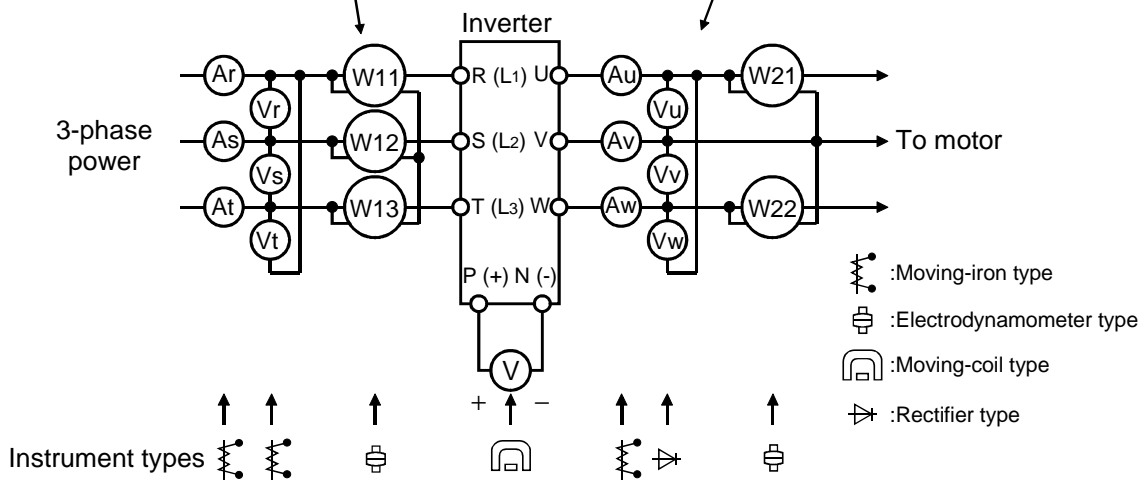 Inverter
Ar W11 R (L1) U Au W21
Vr Vu
3-phase power
As W12 S (L2) V Av To motor
Vs Vv
At W13 T (L3) W Aw W22
Vt Vw
P (+) N (-)
:Moving-iron type
:Electrodynamometer type
V
:Moving-coil type
+ −
:Rectifier type
Instrument types